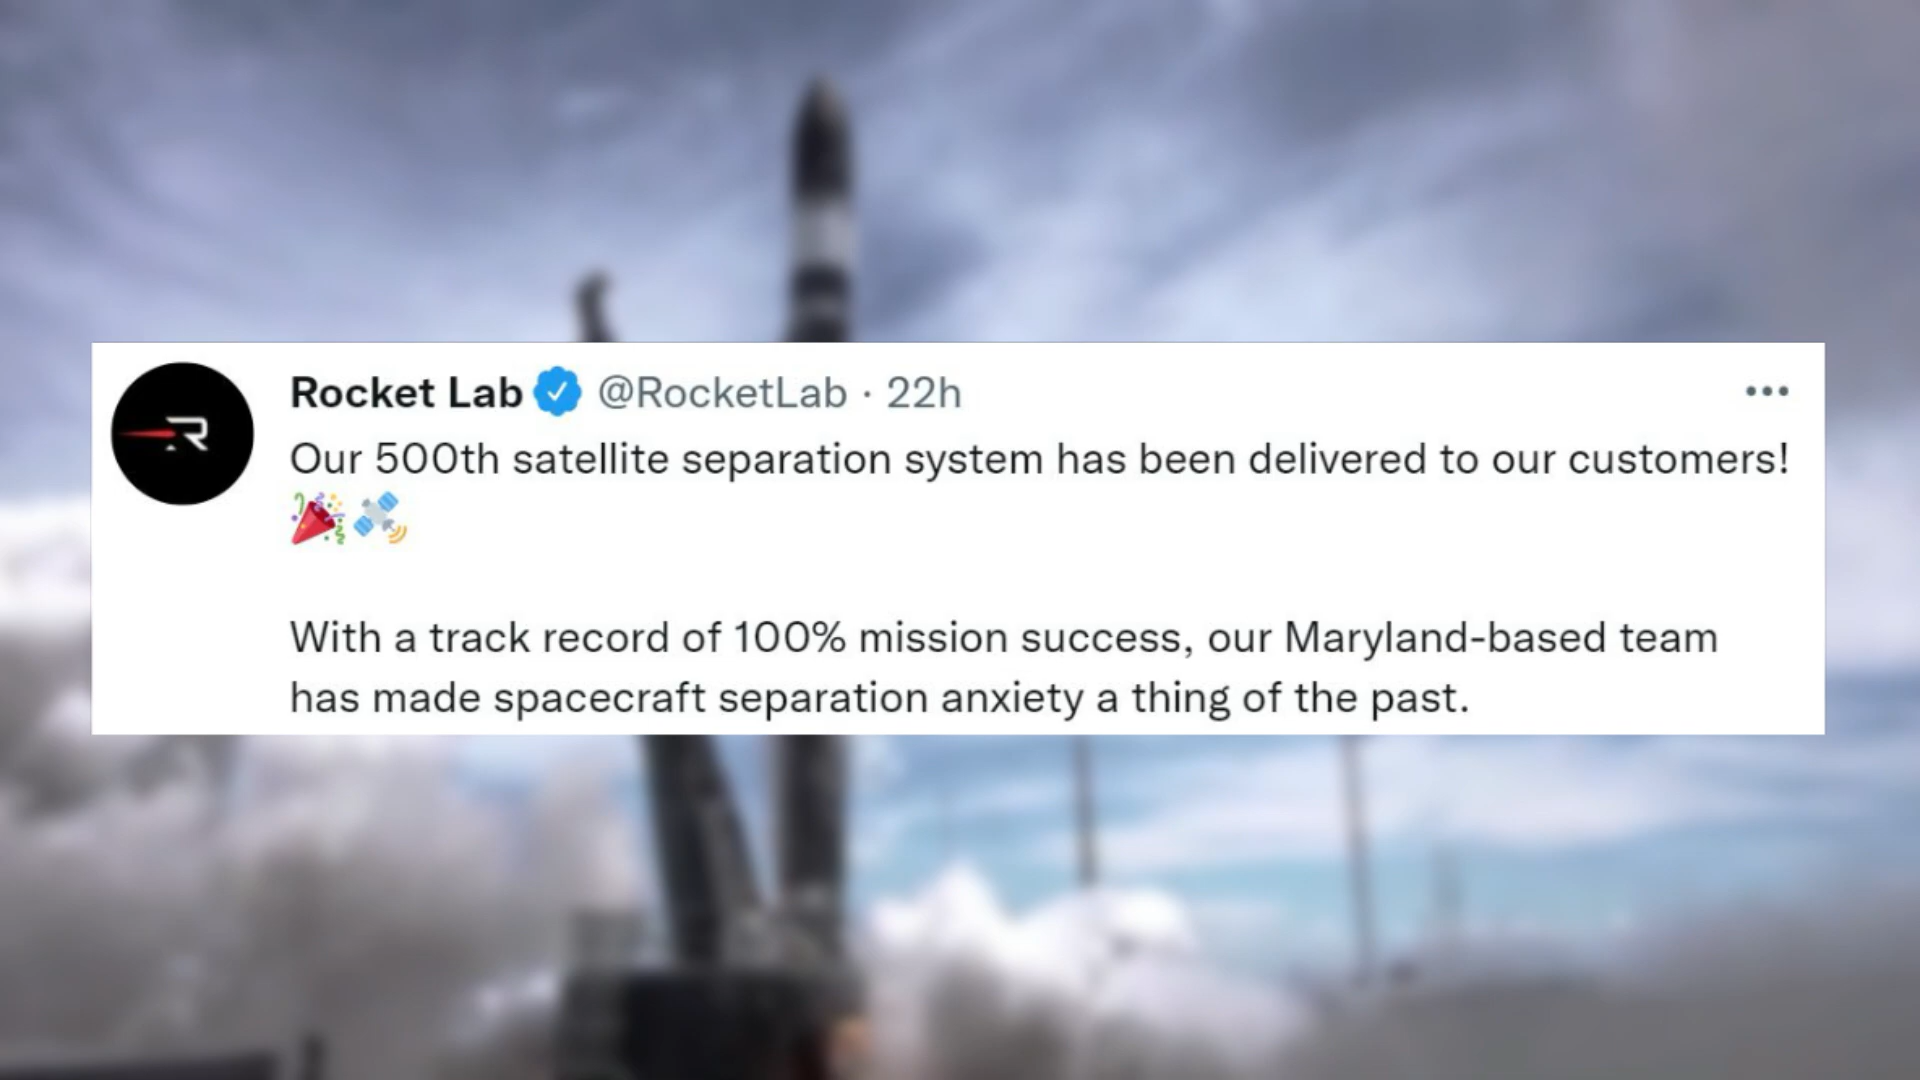 Rocket Lab @RocketLab · 22h
Our 500th satellite separation system has been delivered to our customers!
🎉🛰️
With a track record of 100% mission success, our Maryland-based team
has made spacecraft separation anxiety a thing of the past.